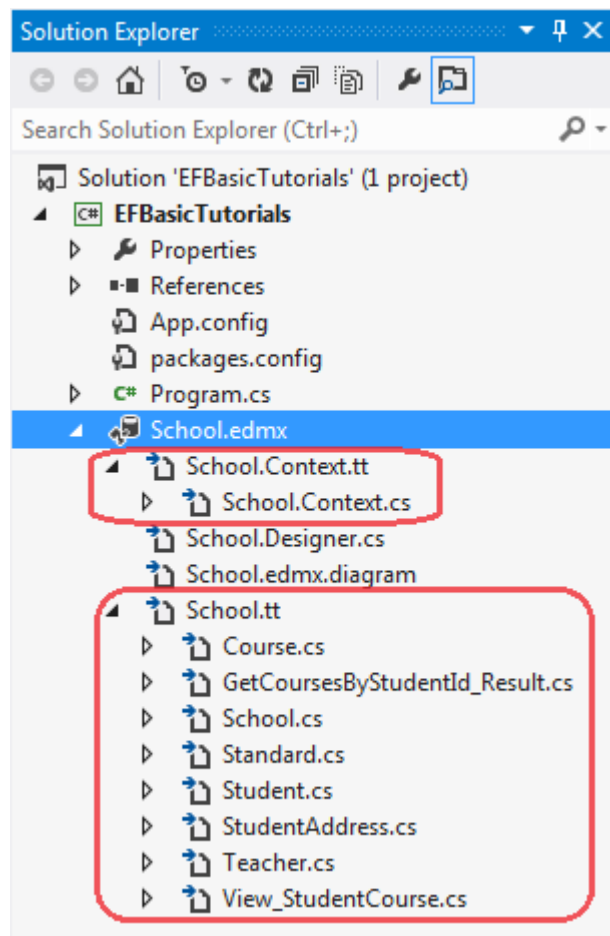 Solution Explorer
Search Solution Explorer (Ctrl+;)
Solution 'EFBasicTutorials' (1 project)
C# EFBasicTutorials
Properties
References
App.config
packages.config
C# Program.cs
School.edmx
School.Context.tt
School.Context.cs
School.Designer.cs
School.edmx.diagram
School.tt
Course.cs
GetCoursesByStudentId_Result.cs
School.cs
Standard.cs
Student.cs
StudentAddress.cs
Teacher.cs
View_StudentCourse.cs